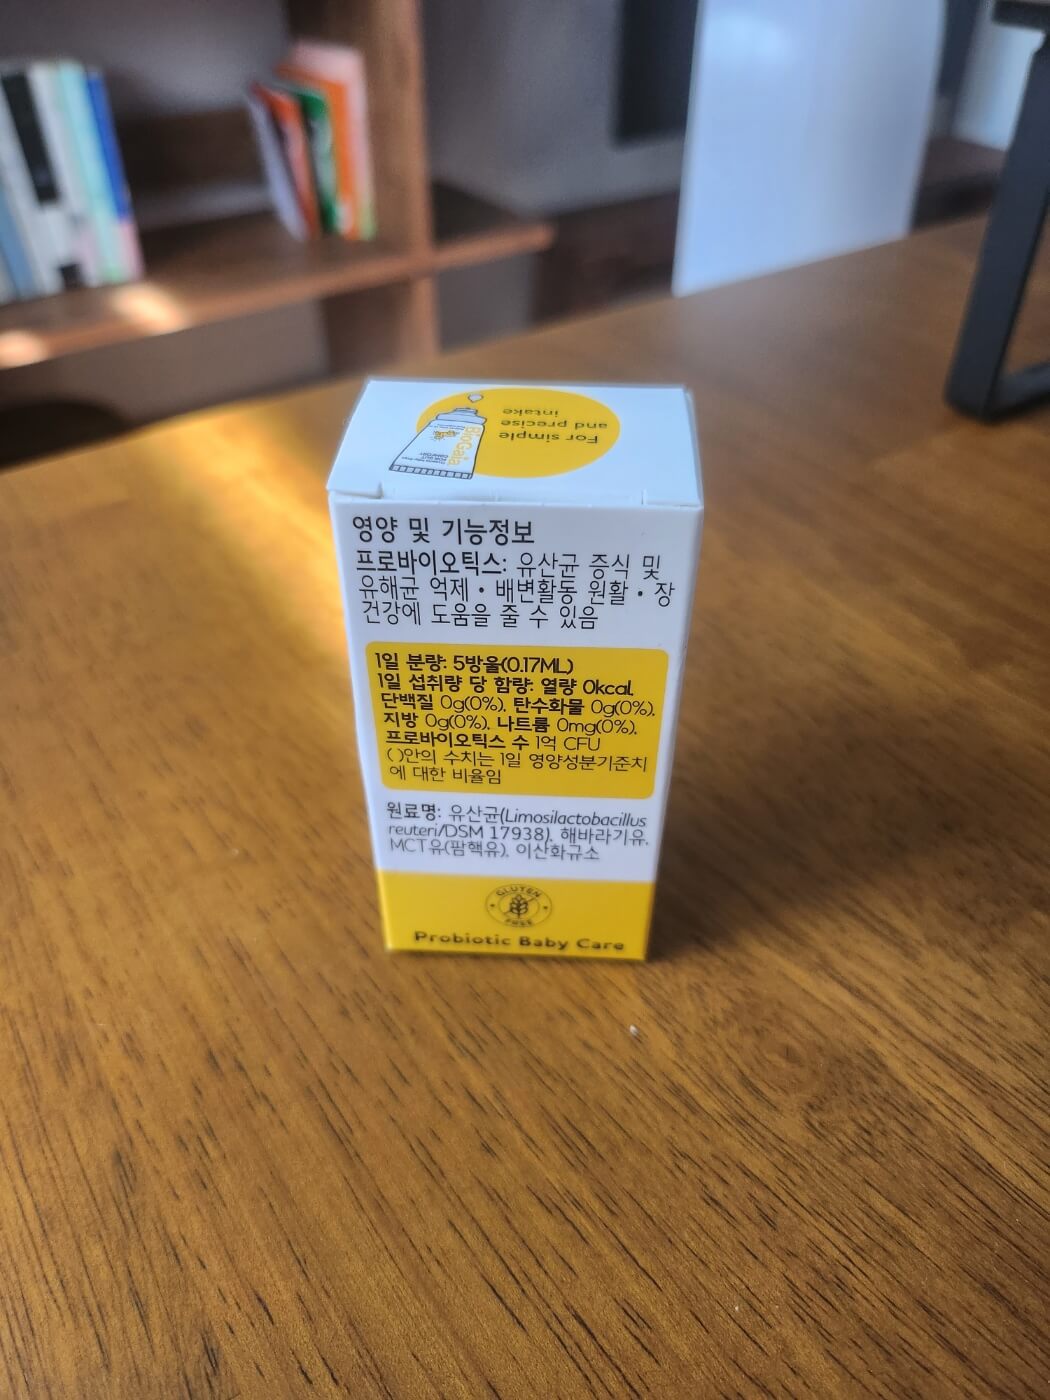 For simple
and precise
intake
BioGaia
영양 및 기능정보
프로바이오틱스: 유산균 증식 및
유해균 억제 • 배변활동 원활 • 장
건강에 도움을 줄 수 있음
1일 분량: 5방울(0.17ML)
1일 섭취량 당 함량: 열량 0kcal,
단백질 0g(0%), 탄수화물 0g(0%),
지방 0g(0%), 나트륨 0mg(0%),
프로바이오틱스 수 1억 CFU
( )안의 수치는 1일 영양성분기준치
에 대한 비율임
원료명: 유산균(Limosilactobacillus
reuteri/DSM 17938), 해바라기유,
MCT유(팜핵유), 이산화규소
GLUTEN
FREE
Probiotic Baby Care